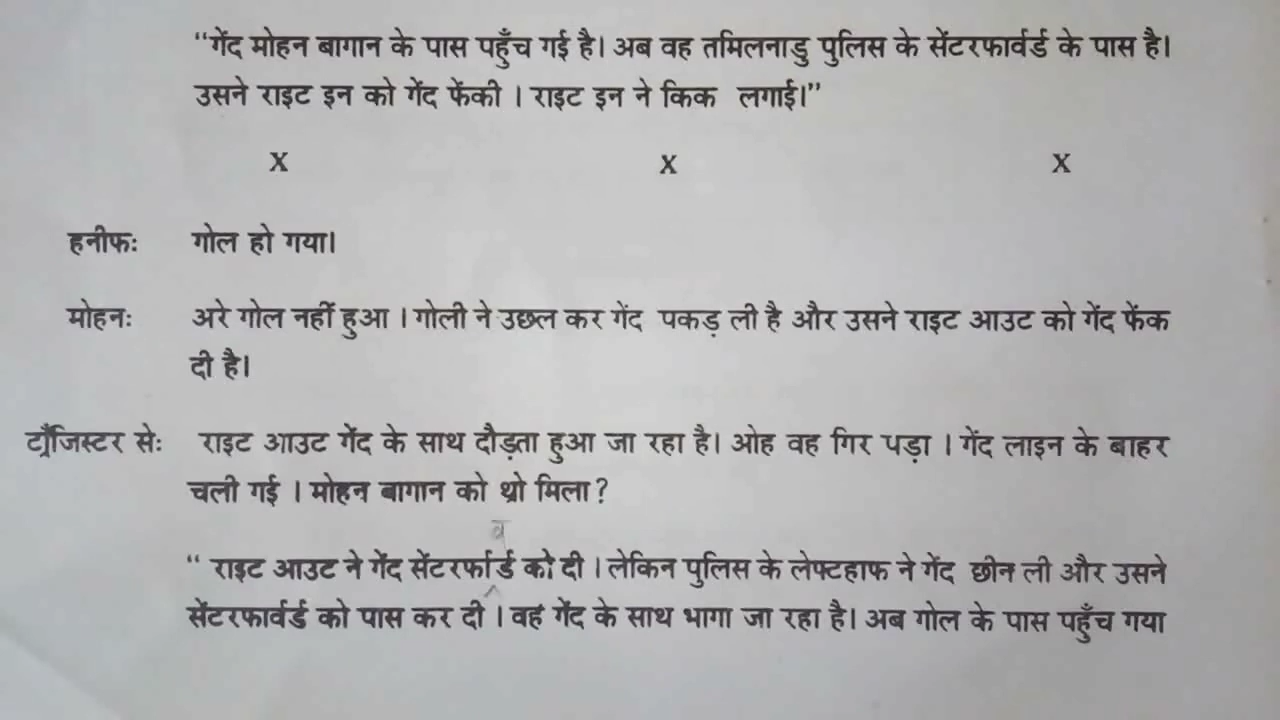 “गेंद मोहन बागान के पास पहुँच गई है। अब वह तमिलनाडु पुलिस के सेंटरफार्वर्ड के पास है।
उसने राइट इन को गेंद फेंकी । राइट इन ने किक लगाई।”
X X X
हनीफः गोल हो गया।
मोहनः अरे गोल नहीं हुआ । गोली ने उछल कर गेंद पकड़ ली है और उसने राइट आउट को गेंद फेंक
दी है।
ट्राँजिस्टर सेः राइट आउट गेंद के साथ दौड़ता हुआ जा रहा है। ओह वह गिर पड़ा । गेंद लाइन के बाहर
चली गई । मोहन बागान को थ्रो मिला?
व
“ राइट आउट ने गेंद सेंटरफार्ार्ड को दी । लेकिन पुलिस के लेफ्टहाफ ने गेंद छीन ली और उसने
सेंटरफार्वर्ड को पास कर दी । वह गेंद के साथ भागा जा रहा है। अब गोल के पास पहुँच गया